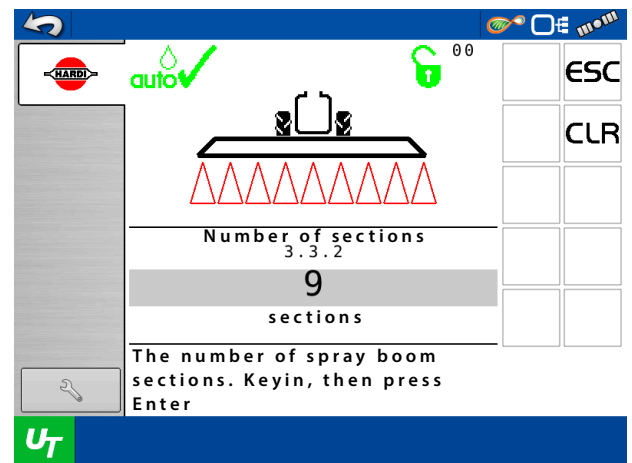 00
HARDI
auto
ESC
CLR
Number of sections
3.3.2
9
sections
The number of spray boom
sections. Keyin, then press
Enter
UT